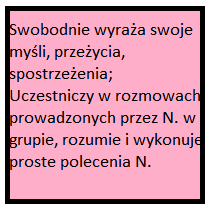 Swobodnie wyraża swoje
myśli, przeżycia,
spostrzeżenia;
Uczestniczy w rozmowach
prowadzonych przez N. w
grupie, rozumie i wykonuje
proste polecenia N.